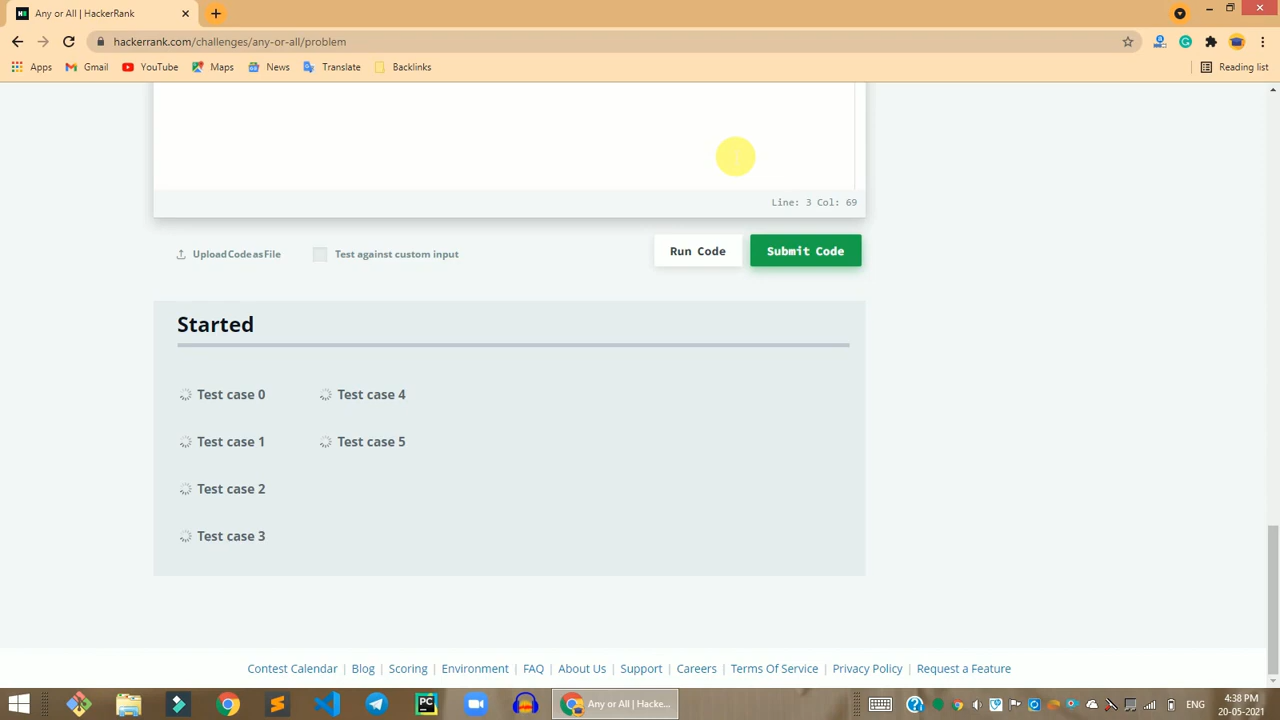 Any or All | HackerRank
hackerrank.com/challenges/any-or-all/problem
Apps Gmail YouTube Maps News Translate Backlinks Reading list
Line: 3 Col: 69
Upload Code as File Test against custom input Run Code Submit Code
Started
Test case 0 Test case 4
Test case 1 Test case 5
Test case 2
Test case 3
Contest Calendar | Blog | Scoring | Environment | FAQ | About Us | Support | Careers | Terms Of Service | Privacy Policy | Request a Feature
PC Any or All | Hacke... ENG 4:38 PM
20-05-2021